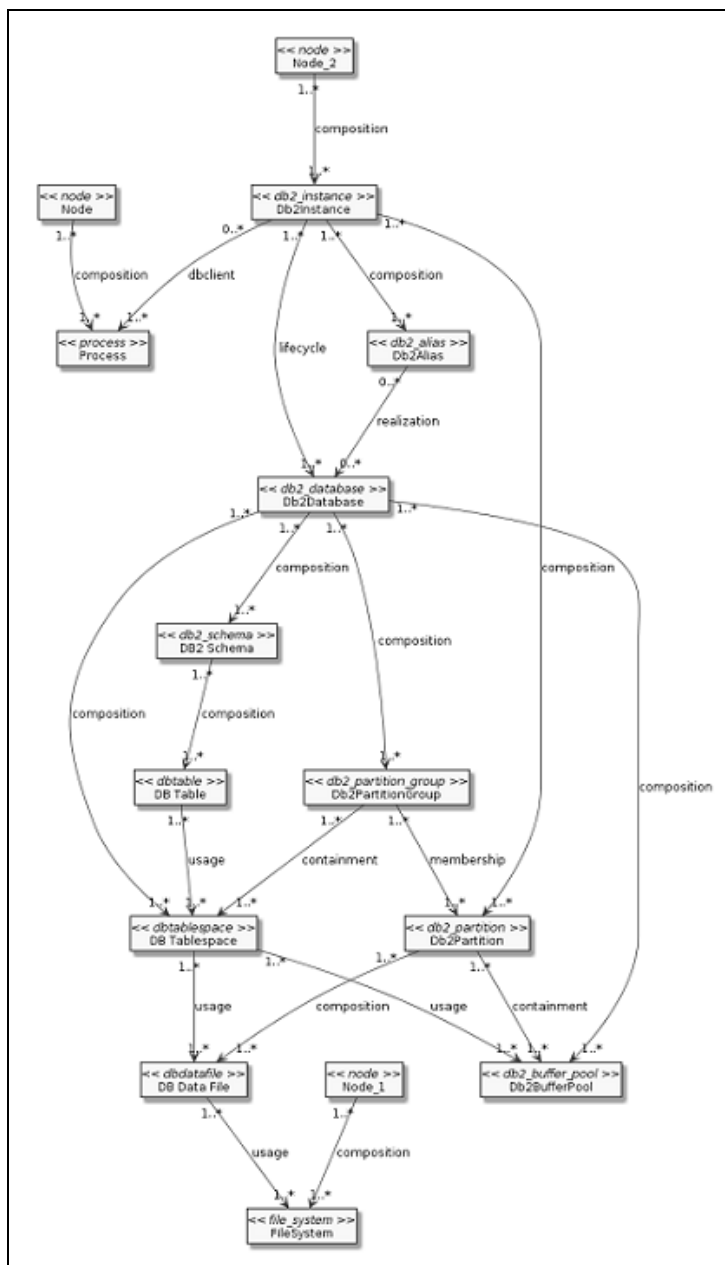 << node >>
Node_2
1..*
composition
1..*
<< node >>
Node
<< db2_instance >>
Db2Instance
1..*
0..*
1..*
1..*
1..*
composition
dbclient
composition
1..*
1..*
1..*
<< process >>
Process
lifecycle
<< db2_alias >>
Db2Alias
0..*
realization
1..*
0..*
<< db2_database >>
Db2Database
1..*
1..*
1..*
1..*
composition
composition
1..*
<< db2_schema >>
DB2 Schema
composition
1..*
composition
composition
1..*
1..*
composition
<< dbtable >>
DB Table
<< db2_partition_group >>
Db2PartitionGroup
1..*
1..*
1..*
usage
containment
membership
1..*
1..*
1..*
1..*
1..*
<< dbtablespace >>
DB Tablespace
<< db2_partition >>
Db2Partition
1..*
1..*
1..*
1..*
usage
composition
usage
containment
1..*
1..*
1..*
1..*
1..*
<< dbdatafile >>
DB Data File
<< node >>
Node_1
<< db2_buffer_pool >>
Db2BufferPool
1..*
1..*
usage
composition
1..*
1..*
<< file_system >>
FileSystem